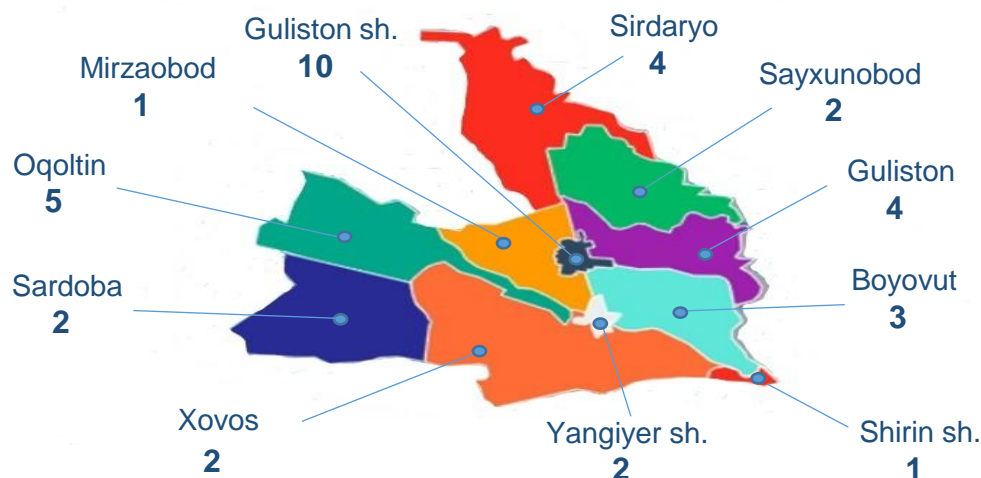 Guliston sh.
10
Sirdaryo
4
Mirzaobod
1
Sayxunobod
2
Oqoltin
5
Guliston
4
Sardoba
2
Boyovut
3
Xovos
2
Yangiyer sh.
2
Shirin sh.
1